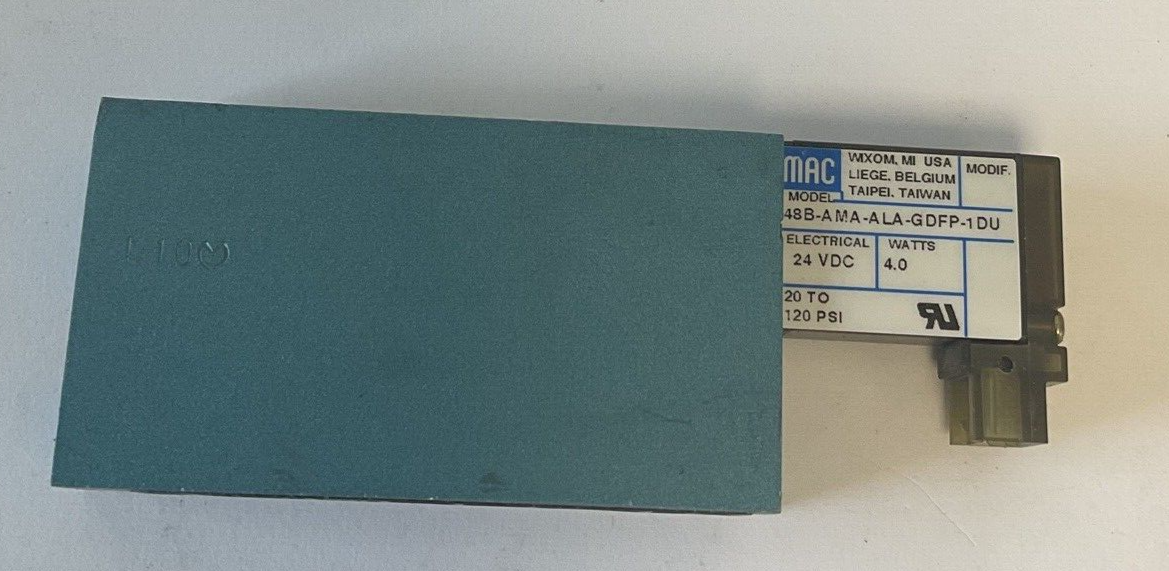 MAC
WIXOM, MI USA
LIEGE, BELGIUM
TAIPEI, TAIWAN
MODIF.
MODEL
48B-AMA-ALA-GDFP-1DU
ELECTRICAL
24 VDC
WATTS
4.0
20 TO
120 PSI